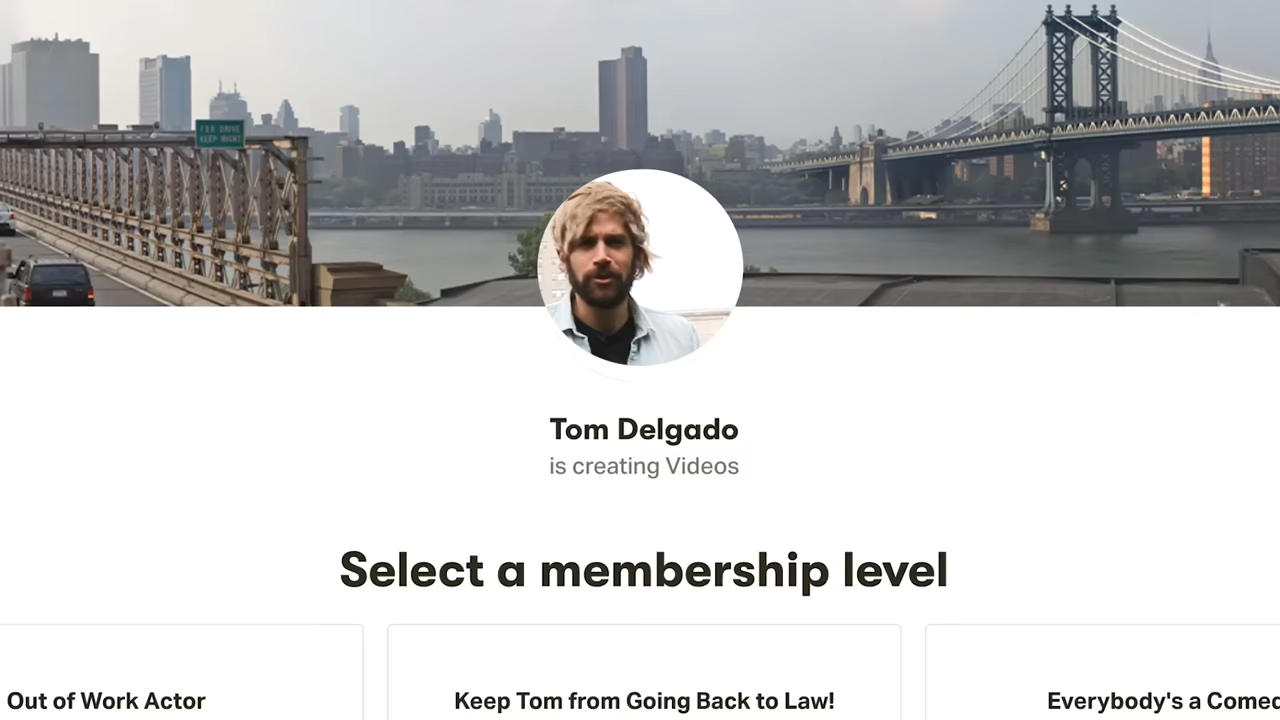 FDR DRIVE
KEEP RIGHT
Tom Delgado
is creating Videos
Select a membership level
Out of Work Actor
Keep Tom from Going Back to Law!
Everybody's a Comed